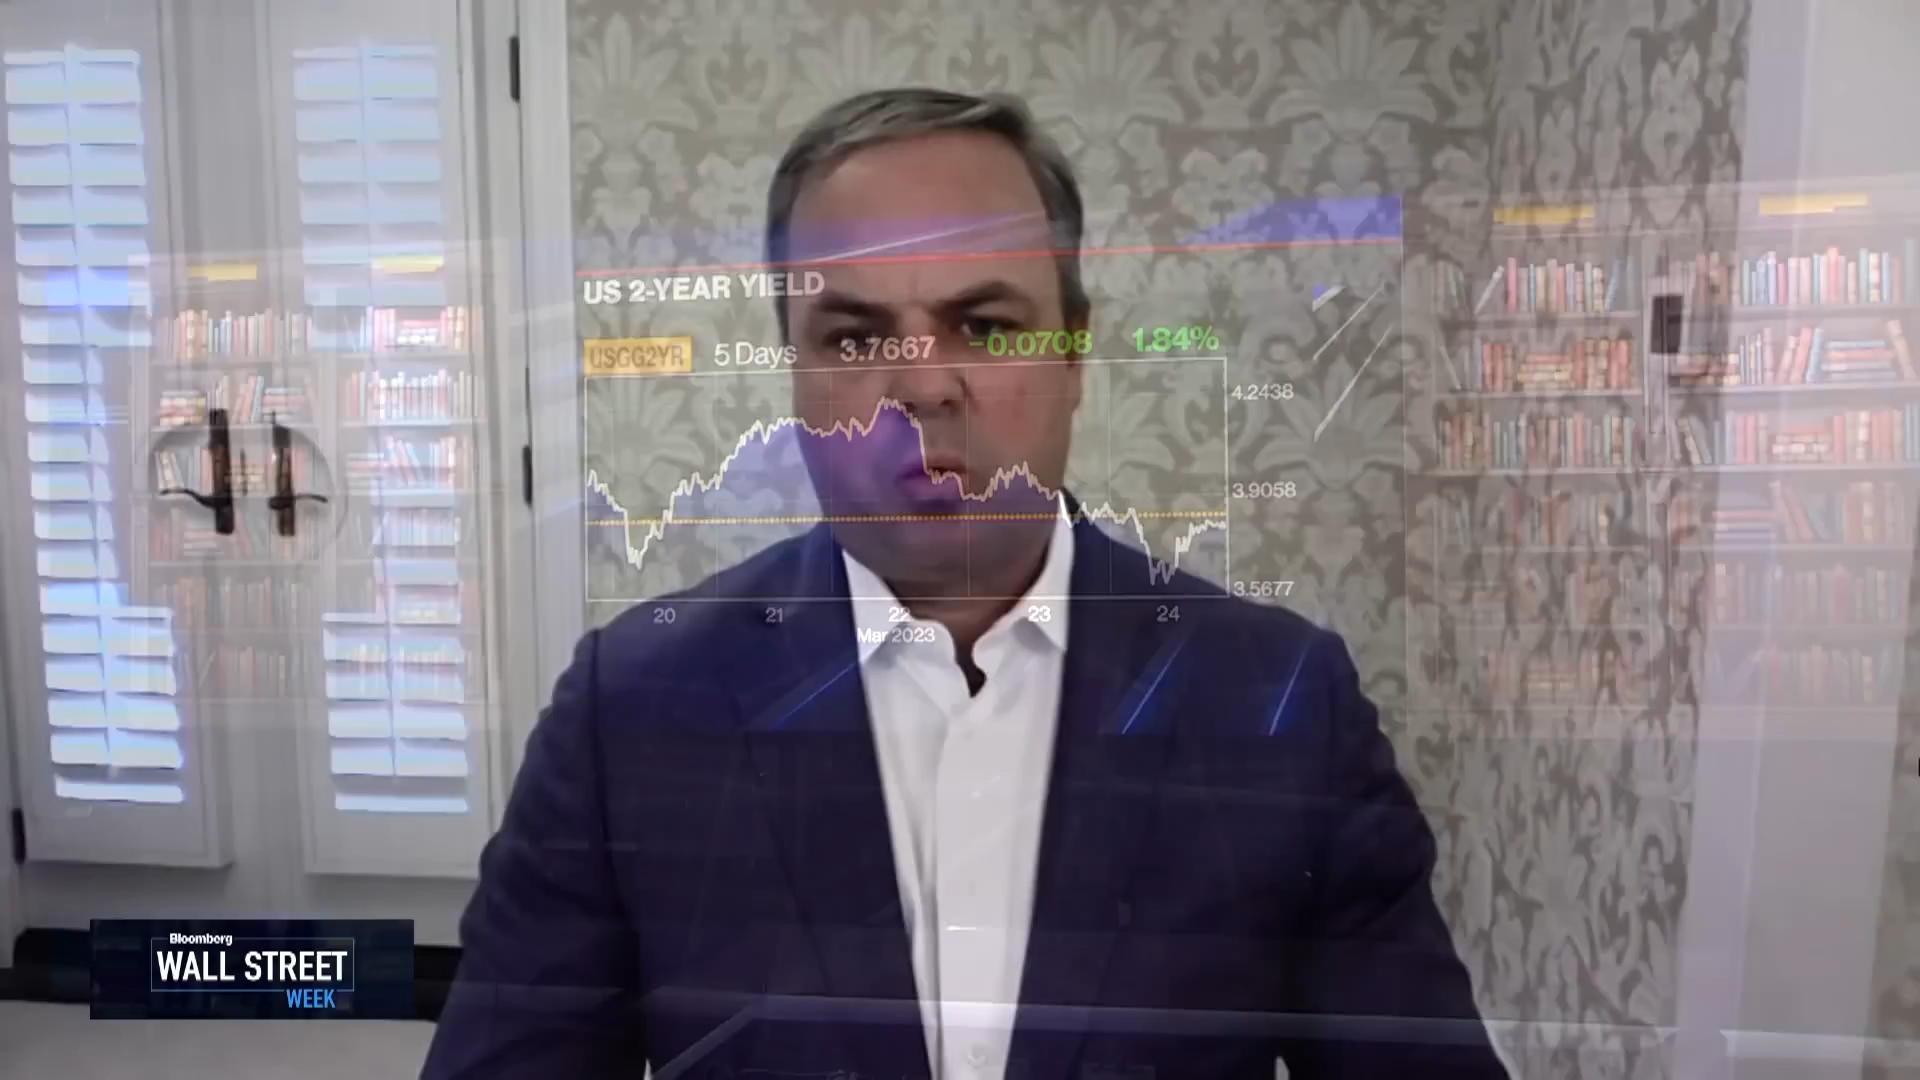 US 2-YEAR YIELD
USGG2YR 5 Days 3.7667 -0.0708 1.84%
4.2438
3.9058
3.5677
20 21 22 23 24
Mar 2023
Bloomberg
WALL STREET
WEEK